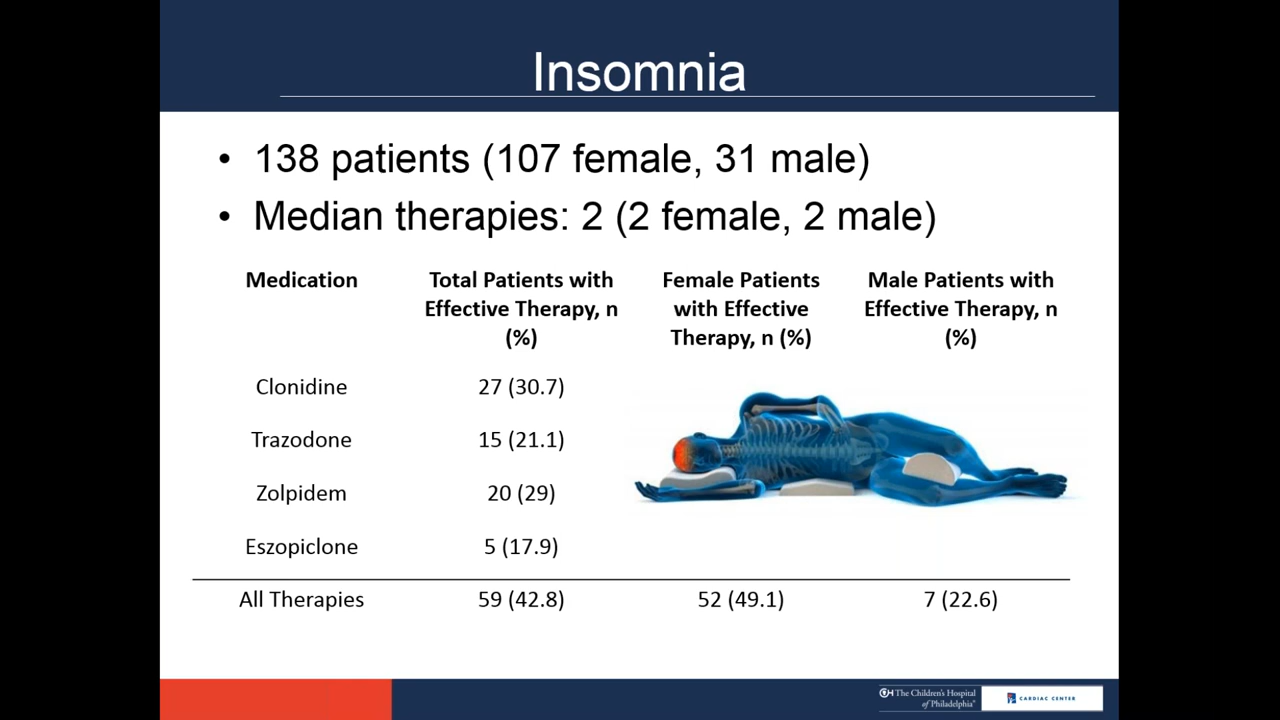 Insomnia
• 138 patients (107 female, 31 male)
• Median therapies: 2 (2 female, 2 male)
Medication
Total Patients with
Effective Therapy, n
(%)
Female Patients
with Effective
Therapy, n (%)
Male Patients with
Effective Therapy, n
(%)
Clonidine 27 (30.7)
Trazodone 15 (21.1)
Zolpidem 20 (29)
Eszopiclone 5 (17.9)
All Therapies 59 (42.8) 52 (49.1) 7 (22.6)
The Children's Hospital
of Philadelphia®
CARDIAC CENTER